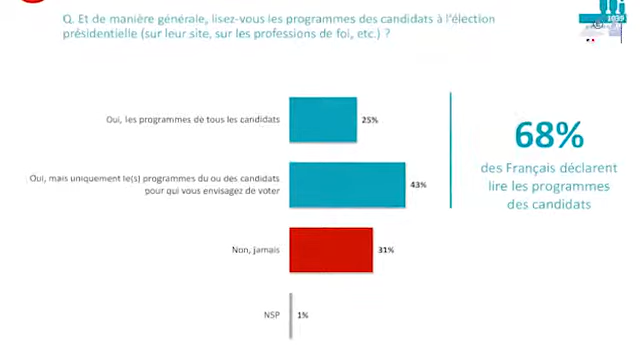 Q. Et de manière générale, lisez-vous les programmes des candidats à l'élection
présidentielle (sur leur site, sur les professions de foi, etc.) ?
1039
Oui, les programmes de tous les candidats
25%
Oui, mais uniquement le(s) programmes du ou des candidats
pour qui vous envisagez de voter
43%
Non, jamais
31%
NSP
1%
68%
des Français déclarent
lire les programmes
des candidats